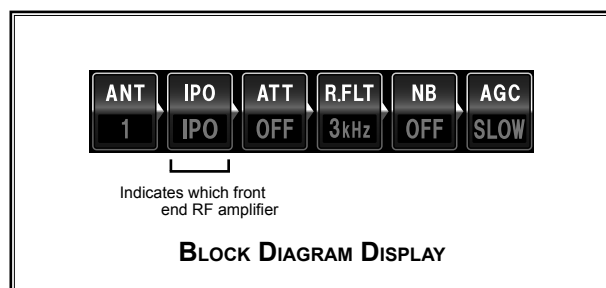 ANT IPO ATT R.FLT NB AGC
1 IPO OFF 3kHz OFF SLOW
Indicates which front
end RF amplifier
BLOCK DIAGRAM DISPLAY